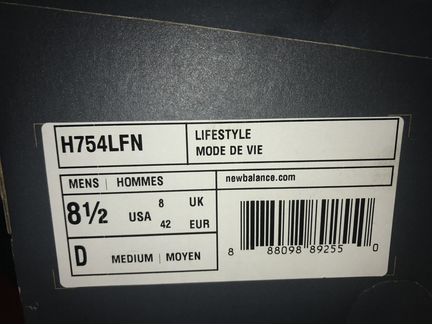 H754LFN
LIFESTYLE
MODE DE VIE
MENS | HOMMES
newbalance.com
8½ USA 8 UK
42 EUR
D MEDIUM | MOYEN
8 88098 89255 0